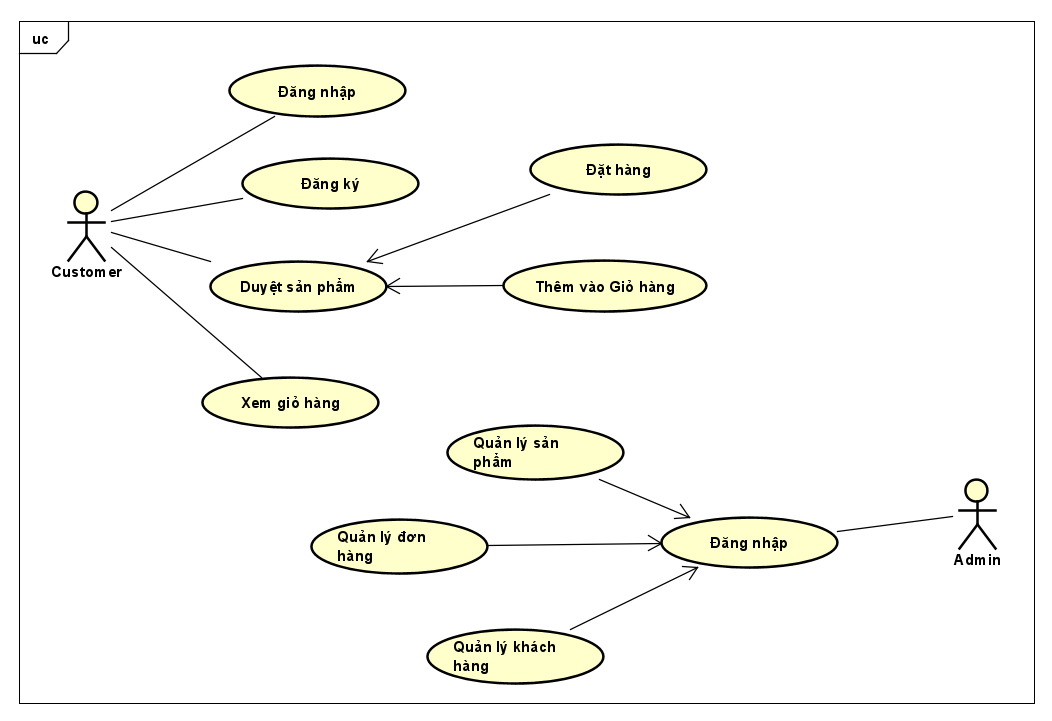 uc
Đăng nhập
Đặt hàng
Đăng ký
Customer
Duyệt sản phẩm
Thêm vào Giỏ hàng
Xem giỏ hàng
Quản lý sản
phẩm
Quản lý đơn
hàng
Đăng nhập
Admin
Quản lý khách
hàng